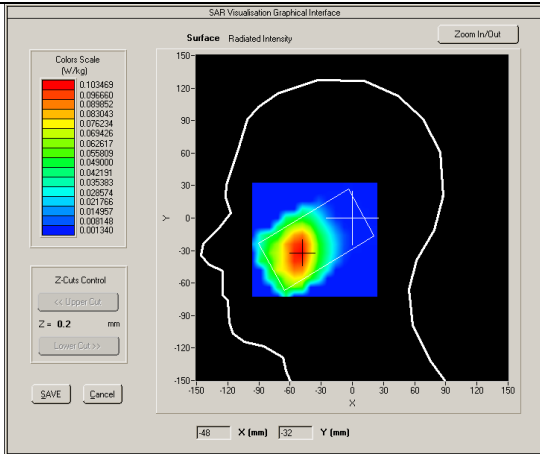 SAR Visualisation Graphical Interface
Surface Radiated Intensity
Zoom In/Out
Colors Scale
(W/kg)
0.103469
0.096660
0.089852
0.083043
0.076234
0.069426
0.062617
0.055809
0.049000
0.042191
0.035383
0.028574
0.021766
0.014957
0.008148
0.001340
Z-Cuts Control
<< Upper Cut
Z = 0.2 mm
Lower Cut >>
SAVE
Cancel
150
120
90
60
30
0
-30
-60
-90
-120
-150
Y
-150 -120 -90 -60 -30 0 30 60 90 120 150
X
-48 X (mm) -32 Y (mm)